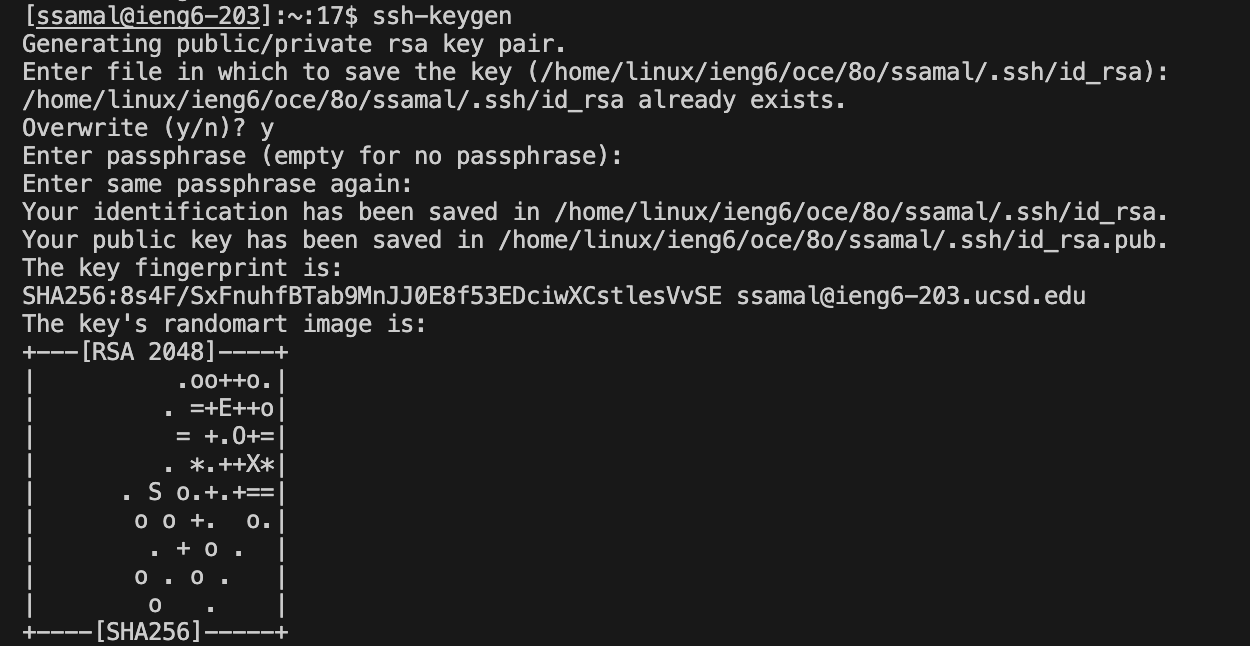 [ssamal@ieng6-203]:~:17$ ssh-keygen
Generating public/private rsa key pair.
Enter file in which to save the key (/home/linux/ieng6/oce/8o/ssamal/.ssh/id_rsa):
/home/linux/ieng6/oce/8o/ssamal/.ssh/id_rsa already exists.
Overwrite (y/n)? y
Enter passphrase (empty for no passphrase):
Enter same passphrase again:
Your identification has been saved in /home/linux/ieng6/oce/8o/ssamal/.ssh/id_rsa.
Your public key has been saved in /home/linux/ieng6/oce/8o/ssamal/.ssh/id_rsa.pub.
The key fingerprint is:
SHA256:8s4F/SxFnuhfBTab9MnJJ0E8f53EDciwXCstlesVvSE ssamal@ieng6-203.ucsd.edu
The key's randomart image is:
+---[RSA 2048]----+
|          .oo++o.|
|         . =+E++o|
|          = +.O+=|
|         . *.++X*|
|      . S o.+.+==|
|       o o +.  o.|
|        . + o .  |
|       o . o .   |
|        o   .    |
+----[SHA256]-----+